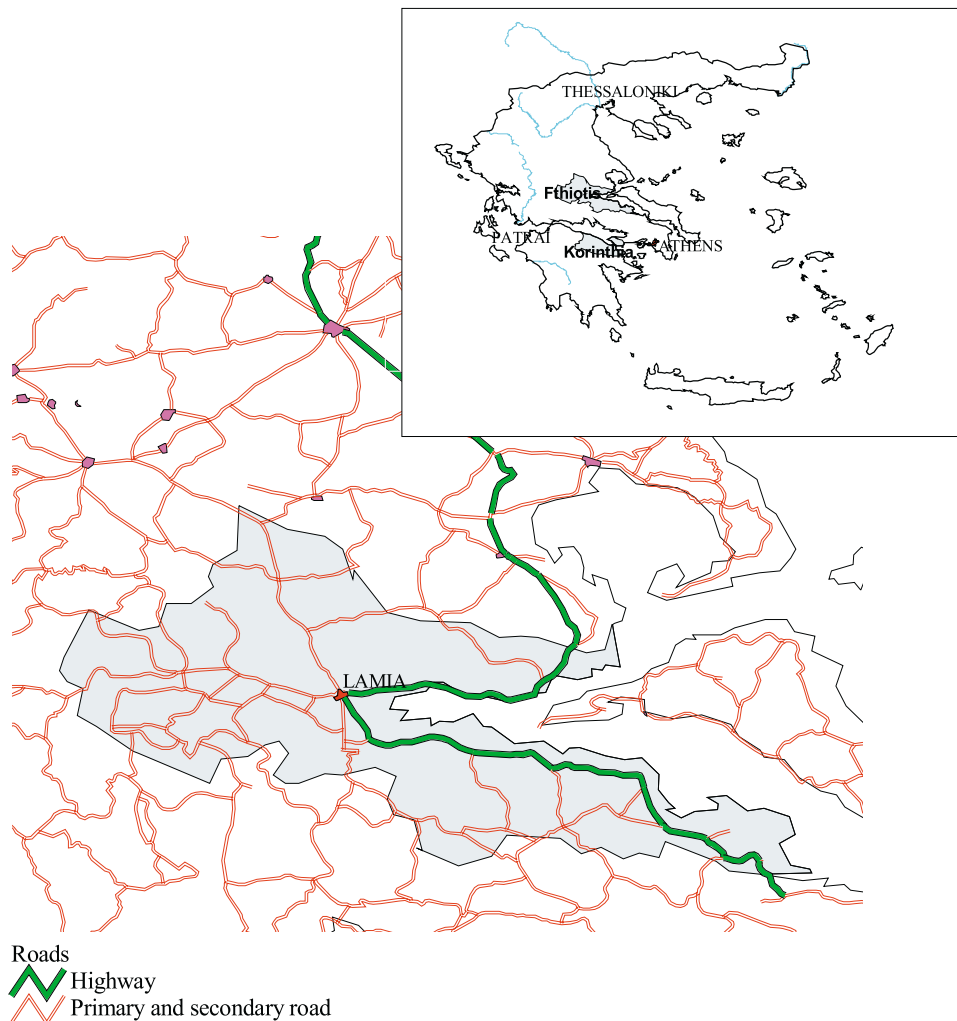 THESSALONIKI
Fthiotis
PATRAI
ATHENS
Korinthia
LAMIA
Roads
Highway
Primary and secondary road